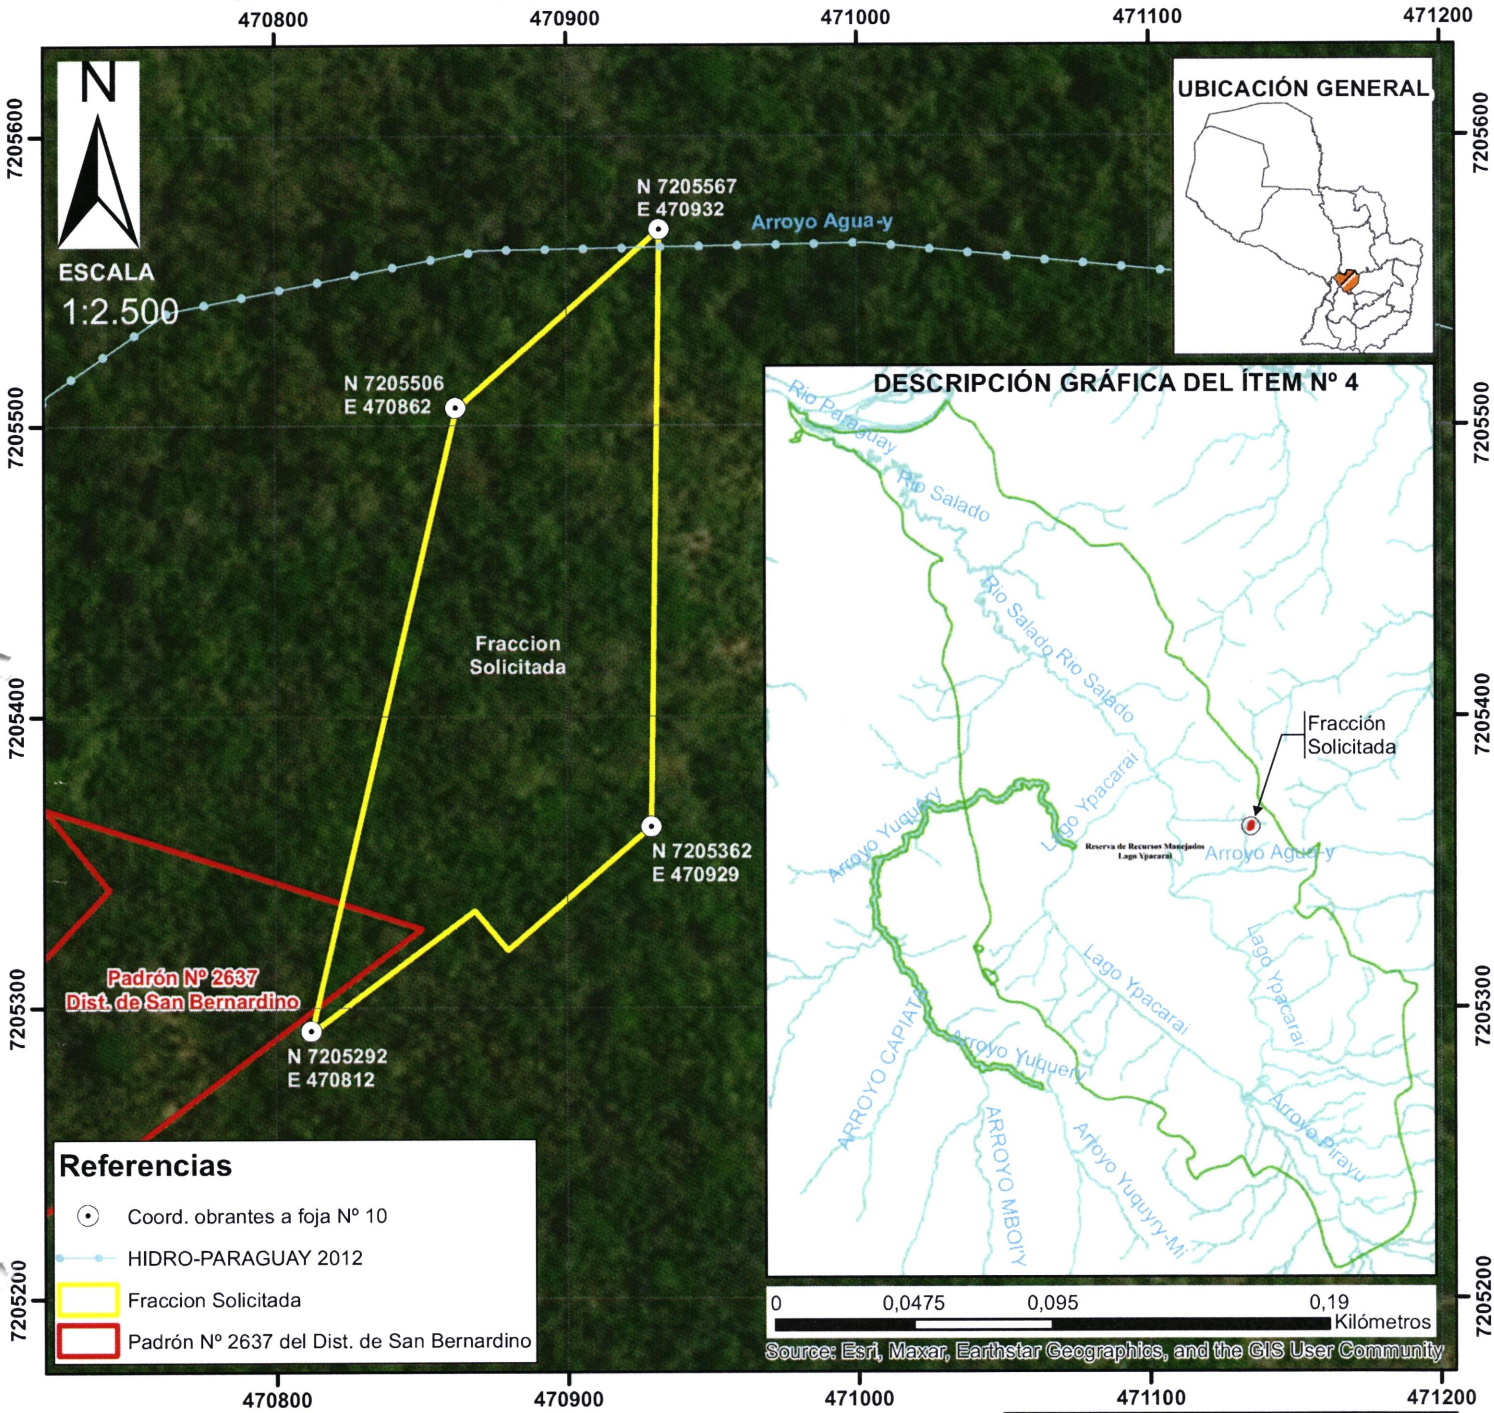 470800
470900
471000
471100
471200
7205600
7205500
7205400
7205300
7205200
N
ESCALA
1:2.500
N 7205567
E 470932
Arroyo Agua-y
N 7205506
E 470862
Fraccion
Solicitada
N 7205362
E 470929
Padrón Nº 2637
Dist. de San Bernardino
N 7205292
E 470812
UBICACIÓN GENERAL
7205600
7205500
7205400
7205300
7205200
DESCRIPCIÓN GRÁFICA DEL ÍTEM Nº 4
Rio Paraguay
Rio Salado
Rio Salado
Rio Salado
Fracción
Solicitada
Lago Ypacarai
Arroyo Yuquyry
Reserva de Recursos Manejados
Lago Ypacarai
Arroyo Agua-y
Lago Ypacarai
Lago Ypacarai
ARROYO CAPIATA
Arroyo Yuquery
ARROYO MBOI'Y
Arroyo Yuquyry-Mi
Arroyo Pirayu
Referencias
Coord. obrantes a foja Nº 10
HIDRO-PARAGUAY 2012
Fraccion Solicitada
Padrón Nº 2637 del Dist. de San Bernardino
0 0,0475 0,095 0,19
Kilómetros
Source: Esri, Maxar, Earthstar Geographics, and the GIS User Community
470800
470900
471000
471100
471200